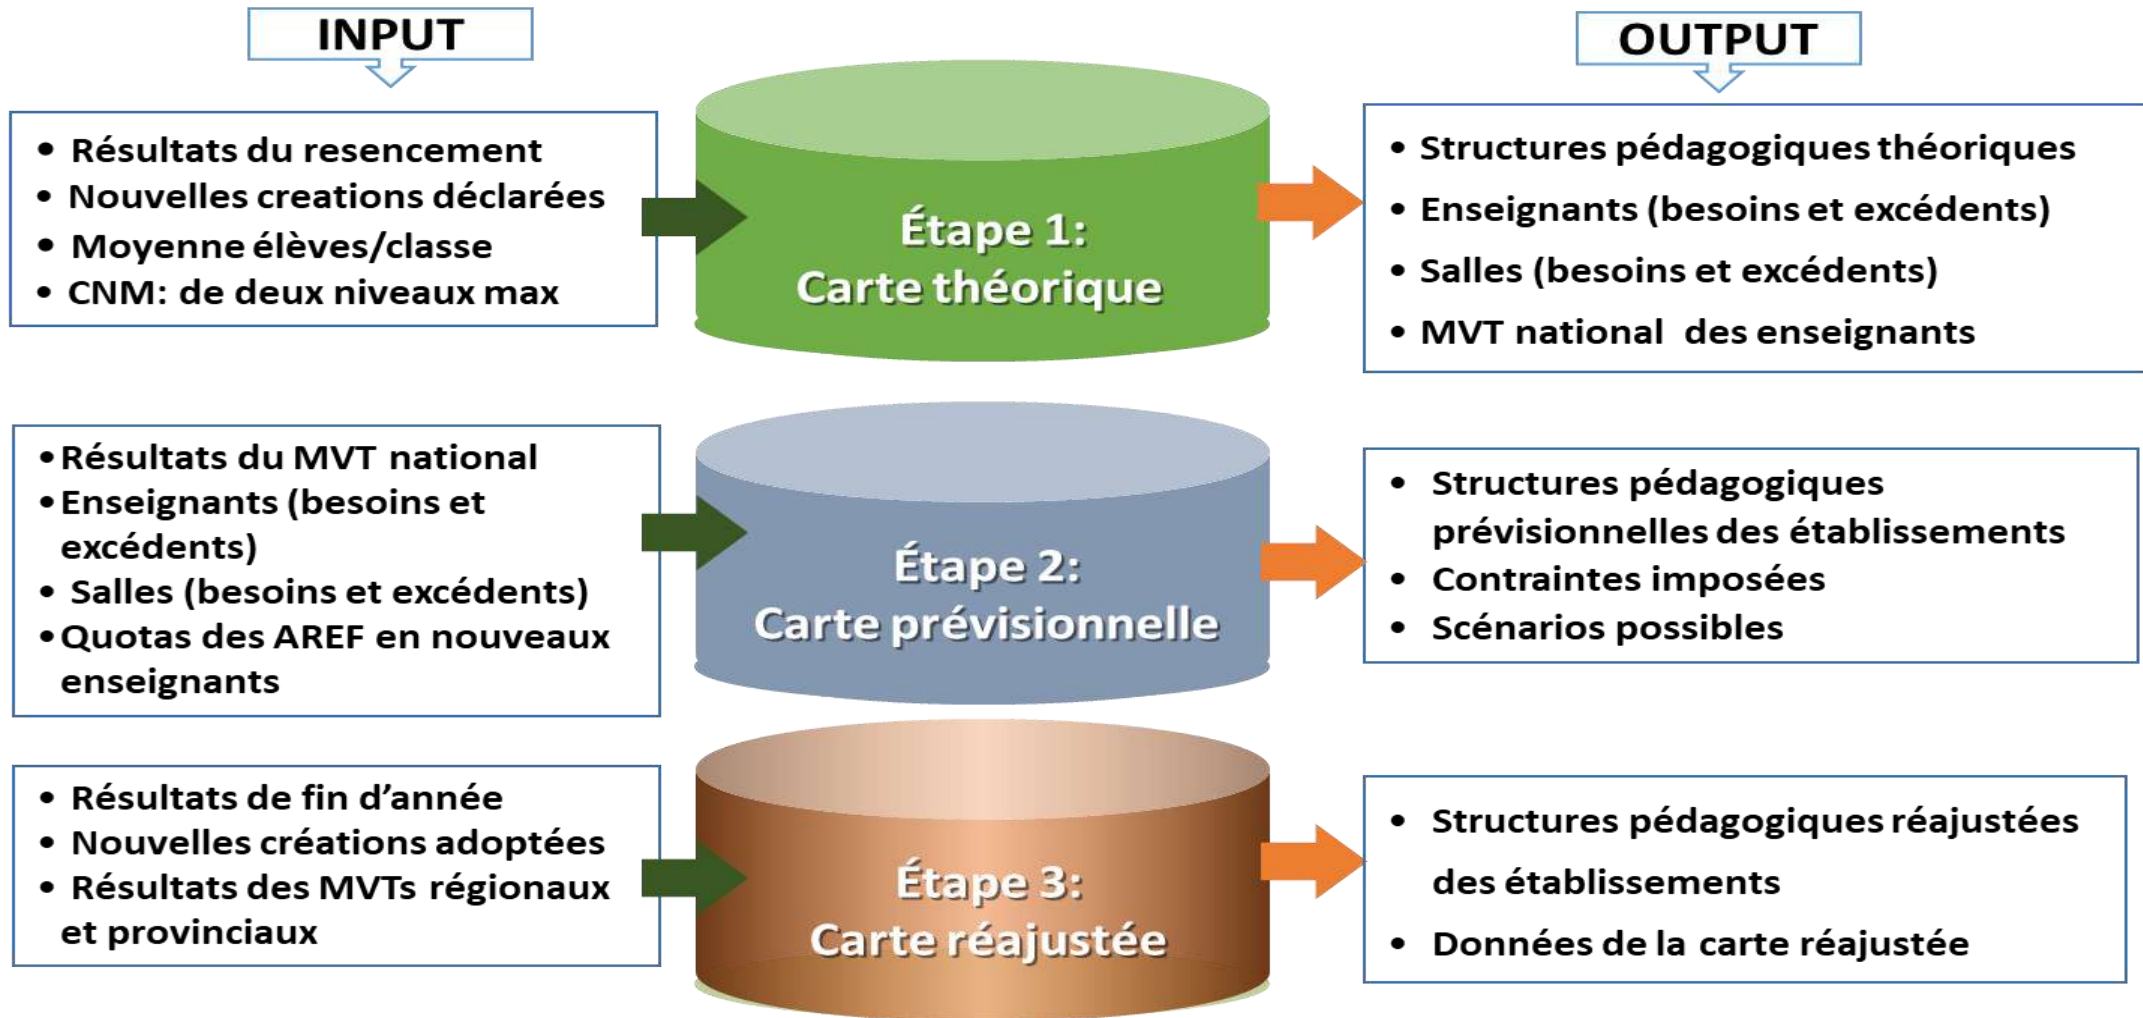 INPUT
OUTPUT
• Résultats du resencement
• Nouvelles creations déclarées
• Moyenne élèves/classe
• CNM: de deux niveaux max
Étape 1:
Carte théorique
• Structures pédagogiques théoriques
• Enseignants (besoins et excédents)
• Salles (besoins et excédents)
• MVT national des enseignants
• Résultats du MVT national
• Enseignants (besoins et
excédents)
• Salles (besoins et excédents)
• Quotas des AREF en nouveaux
enseignants
Étape 2:
Carte prévisionnelle
• Structures pédagogiques
prévisionnelles des établissements
• Contraintes imposées
• Scénarios possibles
• Résultats de fin d’année
• Nouvelles créations adoptées
• Résultats des MVTs régionaux
et provinciaux
Étape 3:
Carte réajustée
• Structures pédagogiques réajustées
des établissements
• Données de la carte réajustée